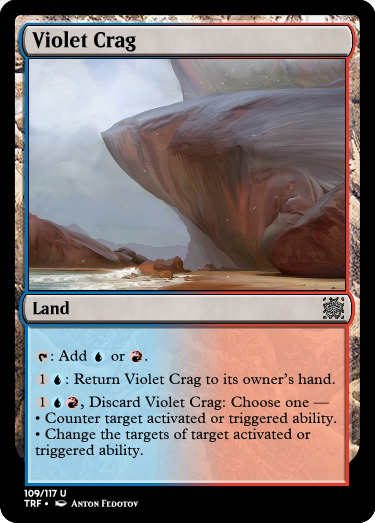 Violet Crag
Land
: Add or .
1 : Return Violet Crag to its owner's hand.
1 , Discard Violet Crag: Choose one —
• Counter target activated or triggered ability.
• Change the targets of target activated or
triggered ability.
109/117 U
TRF • Anton Fedotov